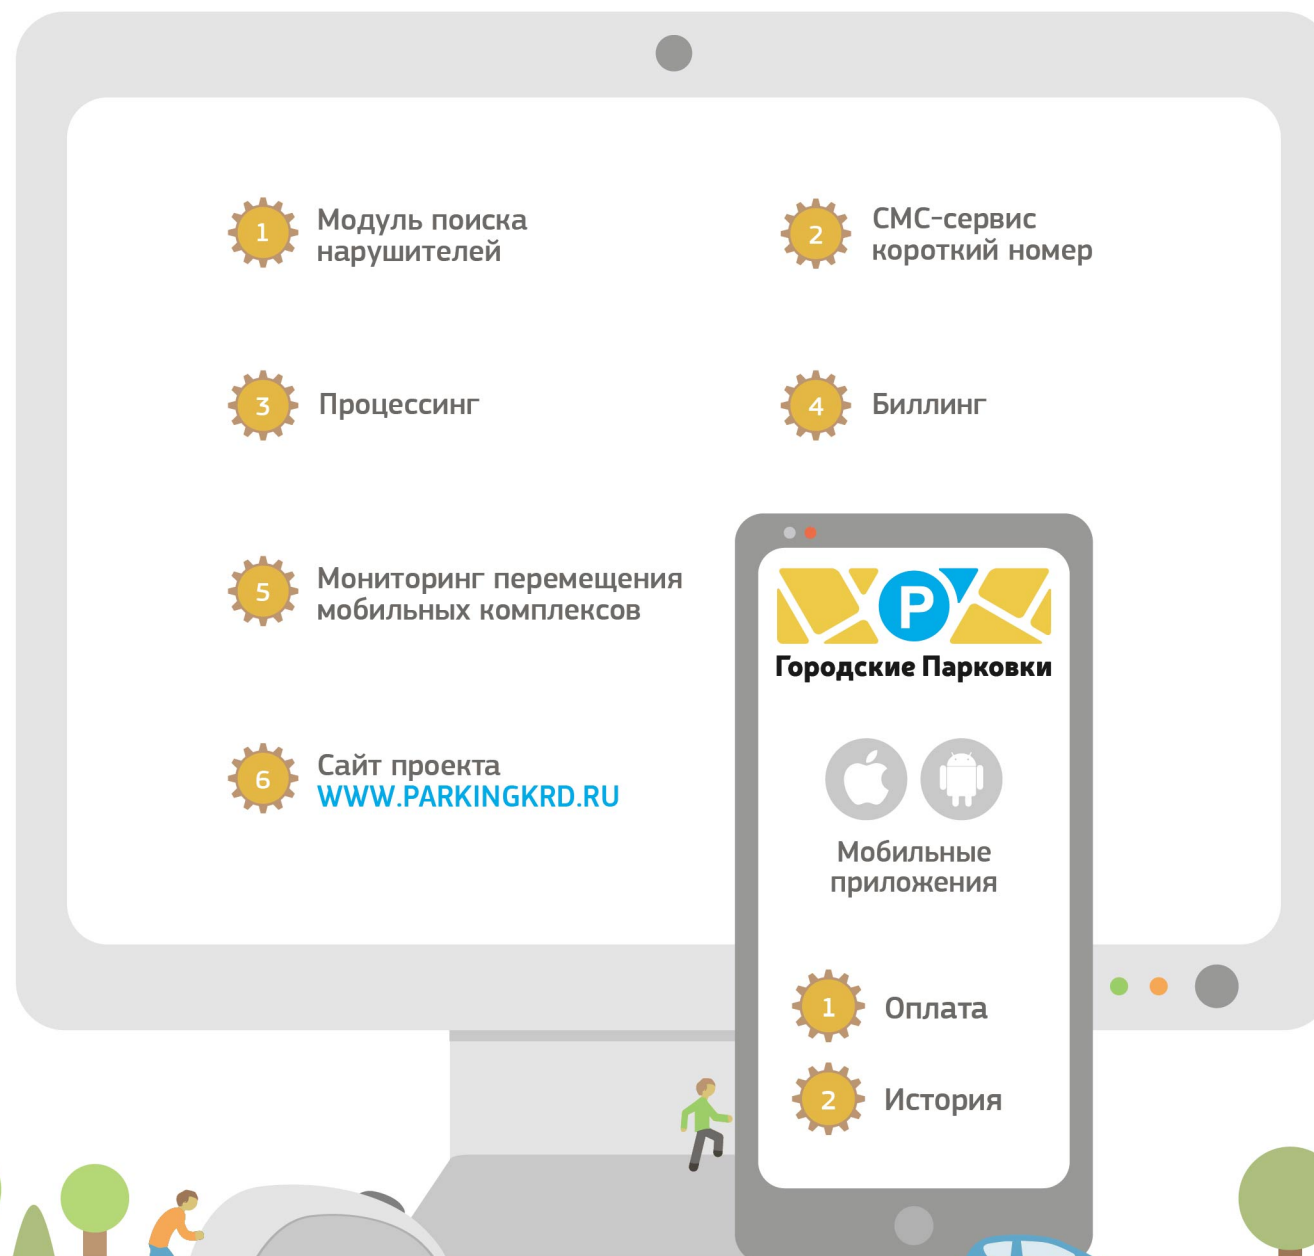 1
Модуль поиска
нарушителей
2
СМС-сервис
короткий номер
3
Процессинг
4
Биллинг
5
Мониторинг перемещения
мобильных комплексов
6
Сайт проекта
WWW.PARKINGKRD.RU
P
Городские Парковки
Мобильные
приложения
1
Оплата
2
История